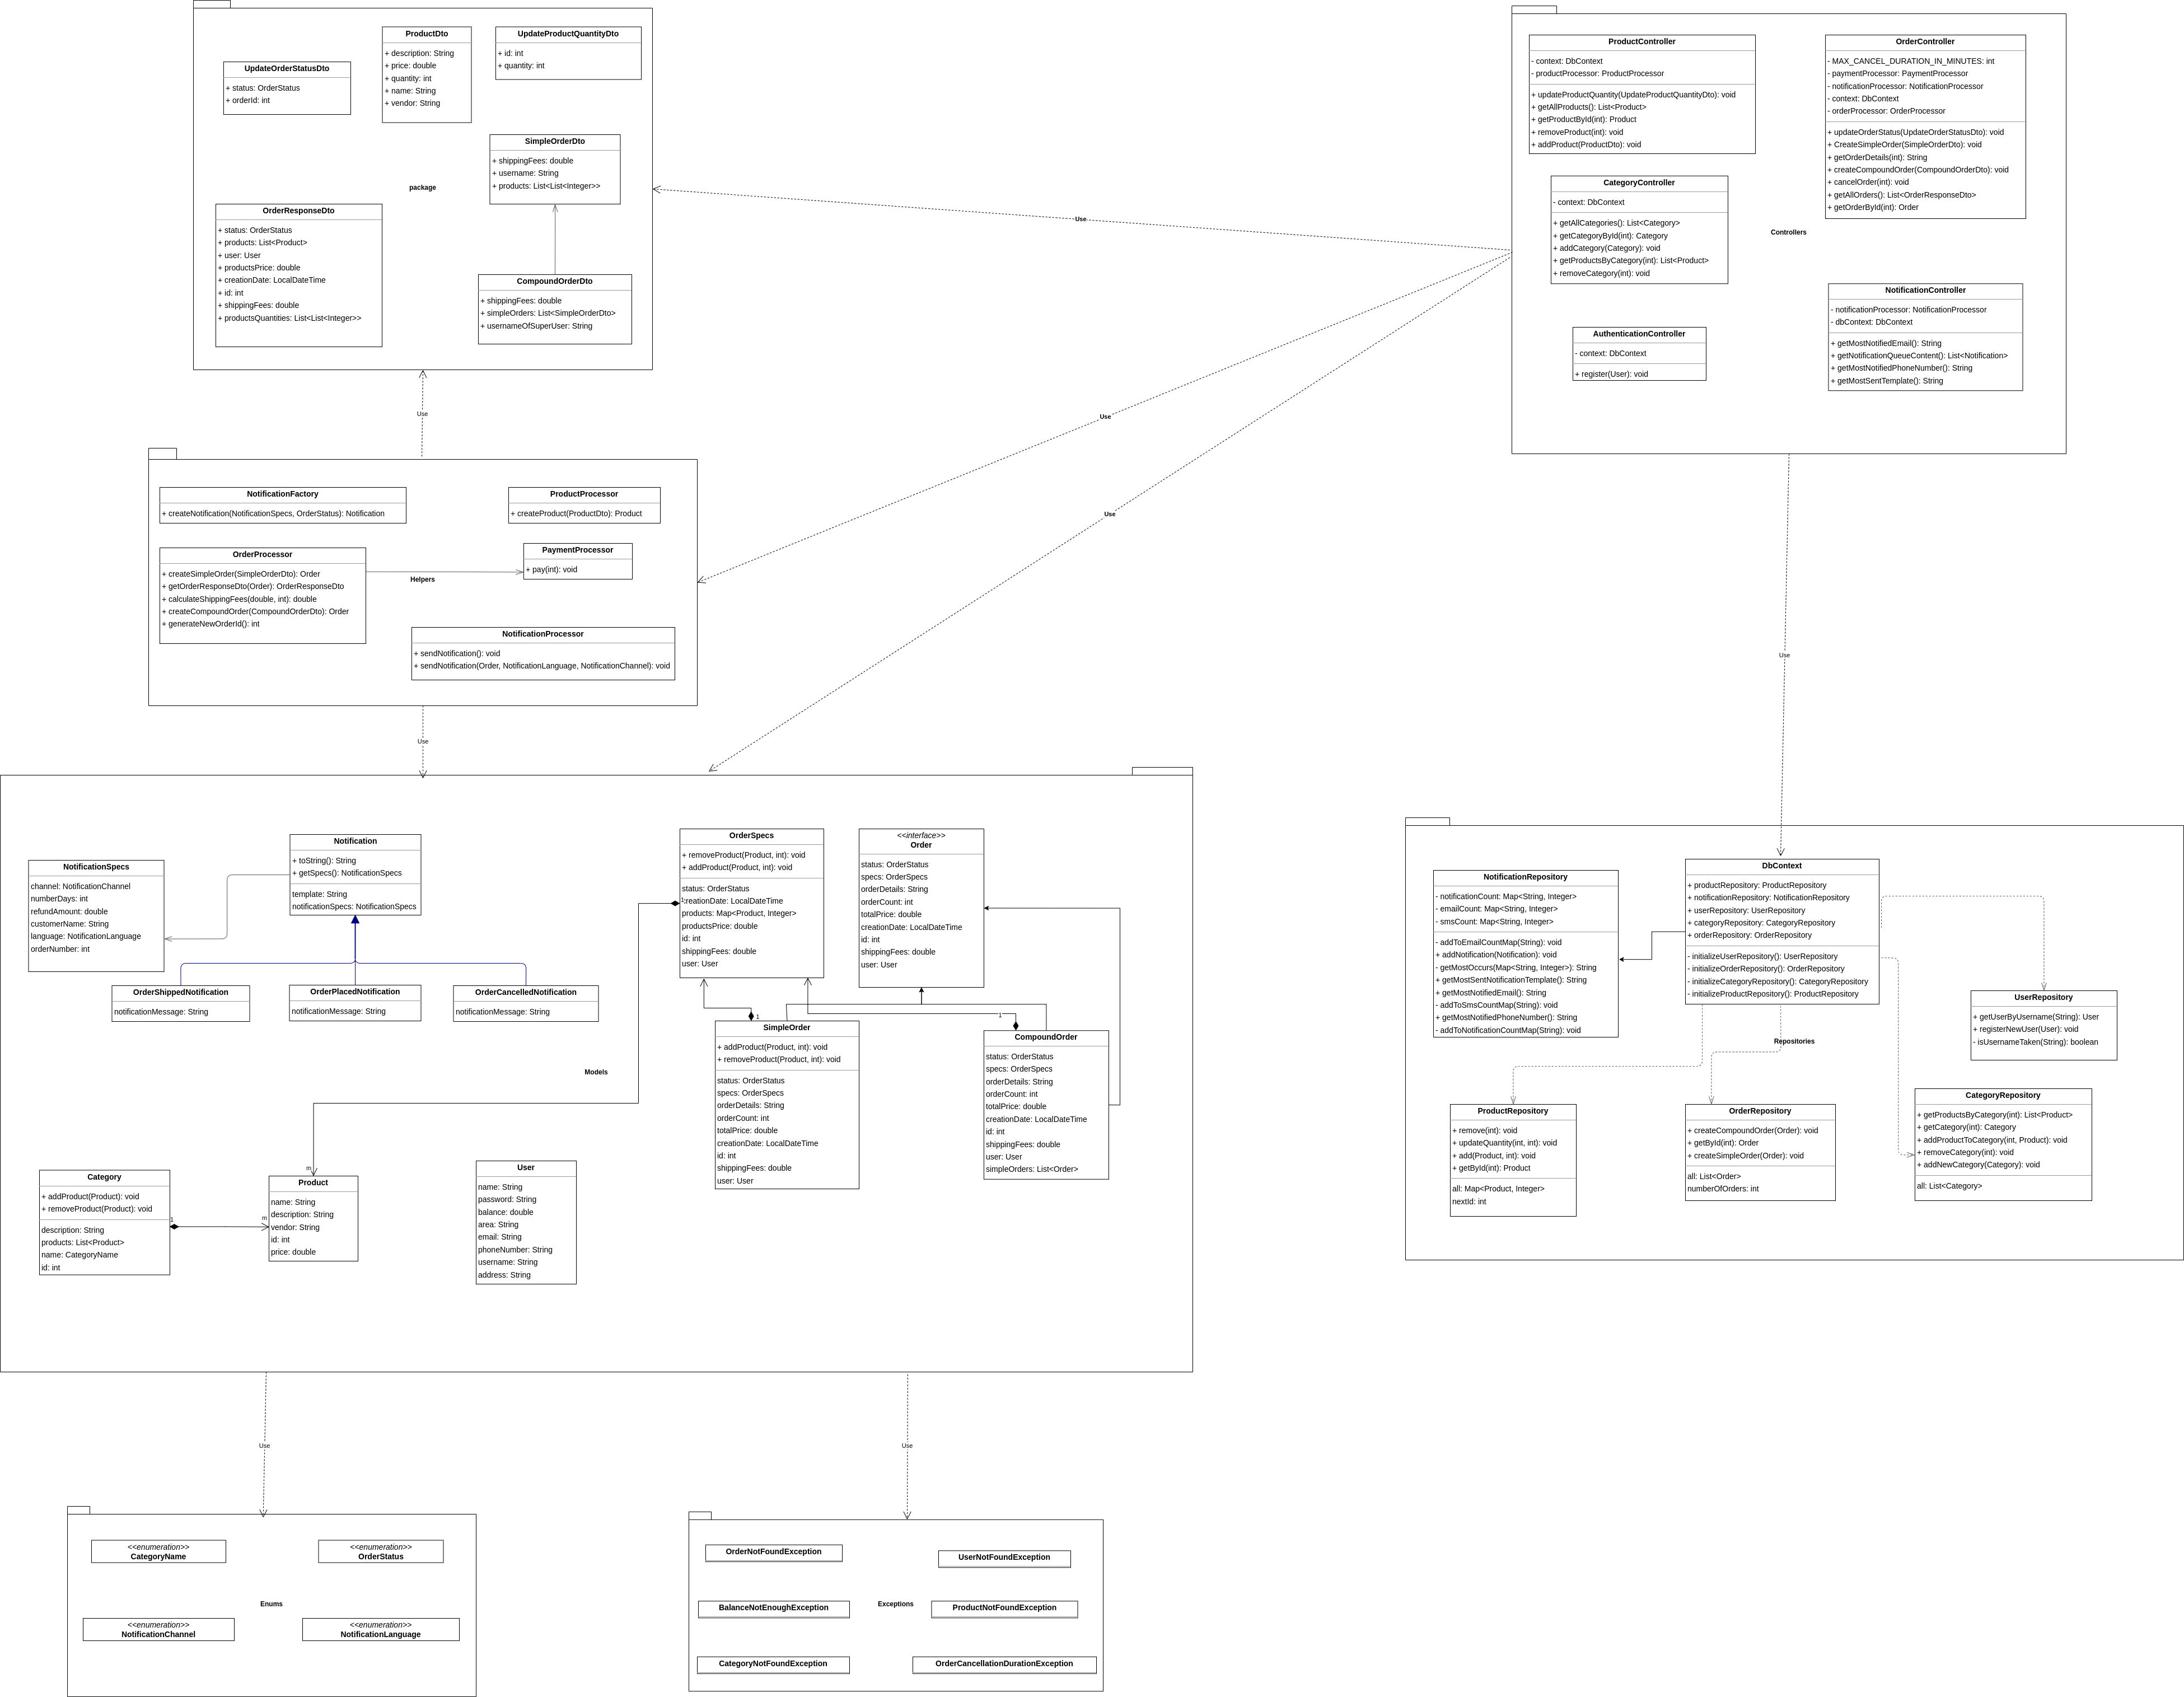 ProductDto
+ description: String
+ price: double
+ quantity: int
+ name: String
+ vendor: String
UpdateProductQuantityDto
+ id: int
+ quantity: int
UpdateOrderStatusDto
+ status: OrderStatus
+ orderId: int
SimpleOrderDto
+ shippingFees: double
+ username: String
+ products: List<List<Integer>>
package
OrderResponseDto
+ status: OrderStatus
+ products: List<Product>
+ user: User
+ productsPrice: double
+ creationDate: LocalDateTime
+ id: int
+ shippingFees: double
+ productsQuantities: List<List<Integer>>
CompoundOrderDto
+ shippingFees: double
+ simpleOrders: List<SimpleOrderDto>
+ usernameOfSuperUser: String
ProductController
- context: DbContext
- productProcessor: ProductProcessor
+ updateProductQuantity(UpdateProductQuantityDto): void
+ getAllProducts(): List<Product>
+ getProductById(int): Product
+ removeProduct(int): void
+ addProduct(ProductDto): void
OrderController
- MAX_CANCEL_DURATION_IN_MINUTES: int
- paymentProcessor: PaymentProcessor
- notificationProcessor: NotificationProcessor
- context: DbContext
- orderProcessor: OrderProcessor
+ updateOrderStatus(UpdateOrderStatusDto): void
+ CreateSimpleOrder(SimpleOrderDto): void
+ getOrderDetails(int): String
+ createCompoundOrder(CompoundOrderDto): void
+ cancelOrder(int): void
+ getAllOrders(): List<OrderResponseDto>
+ getOrderById(int): Order
CategoryController
- context: DbContext
+ getAllCategories(): List<Category>
+ getCategoryById(int): Category
+ addCategory(Category): void
+ getProductsByCategory(int): List<Product>
+ removeCategory(int): void
Controllers
NotificationController
- notificationProcessor: NotificationProcessor
- dbContext: DbContext
+ getMostNotifiedEmail(): String
+ getNotificationQueueContent(): List<Notification>
+ getMostNotifiedPhoneNumber(): String
+ getMostSentTemplate(): String
AuthenticationController
- context: DbContext
+ register(User): void
Use
Use
Use
Use
Use
NotificationFactory
+ createNotification(NotificationSpecs, OrderStatus): Notification
ProductProcessor
+ createProduct(ProductDto): Product
OrderProcessor
+ createSimpleOrder(SimpleOrderDto): Order
+ getOrderResponseDto(Order): OrderResponseDto
+ calculateShippingFees(double, int): double
+ createCompoundOrder(CompoundOrderDto): Order
+ generateNewOrderId(): int
PaymentProcessor
+ pay(int): void
Helpers
NotificationProcessor
+ sendNotification(): void
+ sendNotification(Order, NotificationLanguage, NotificationChannel): void
Use
NotificationSpecs
channel: NotificationChannel
numberDays: int
refundAmount: double
customerName: String
language: NotificationLanguage
orderNumber: int
Notification
+ toString(): String
+ getSpecs(): NotificationSpecs
template: String
notificationSpecs: NotificationSpecs
OrderShippedNotification
notificationMessage: String
OrderPlacedNotification
notificationMessage: String
OrderCancelledNotification
notificationMessage: String
OrderSpecs
+ removeProduct(Product, int): void
+ addProduct(Product, int): void
status: OrderStatus
creationDate: LocalDateTime
products: Map<Product, Integer>
productsPrice: double
id: int
shippingFees: double
user: User
1
<<interface>>
Order
status: OrderStatus
specs: OrderSpecs
orderDetails: String
orderCount: int
totalPrice: double
creationDate: LocalDateTime
id: int
shippingFees: double
user: User
1
1
SimpleOrder
+ addProduct(Product, int): void
+ removeProduct(Product, int): void
status: OrderStatus
specs: OrderSpecs
orderDetails: String
orderCount: int
totalPrice: double
creationDate: LocalDateTime
id: int
shippingFees: double
user: User
CompoundOrder
status: OrderStatus
specs: OrderSpecs
orderDetails: String
orderCount: int
totalPrice: double
creationDate: LocalDateTime
id: int
shippingFees: double
user: User
simpleOrders: List<Order>
Models
Category
+ addProduct(Product): void
+ removeProduct(Product): void
description: String
products: List<Product>
name: CategoryName
id: int
1
m
m
Product
name: String
description: String
vendor: String
id: int
price: double
User
name: String
password: String
balance: double
area: String
email: String
phoneNumber: String
username: String
address: String
NotificationRepository
- notificationCount: Map<String, Integer>
- emailCount: Map<String, Integer>
- smsCount: Map<String, Integer>
- addToEmailCountMap(String): void
+ addNotification(Notification): void
- getMostOccurs(Map<String, Integer>): String
+ getMostSentNotificationTemplate(): String
+ getMostNotifiedEmail(): String
- addToSmsCountMap(String): void
+ getMostNotifiedPhoneNumber(): String
- addToNotificationCountMap(String): void
DbContext
+ productRepository: ProductRepository
+ notificationRepository: NotificationRepository
+ userRepository: UserRepository
+ categoryRepository: CategoryRepository
+ orderRepository: OrderRepository
- initializeUserRepository(): UserRepository
- initializeOrderRepository(): OrderRepository
- initializeCategoryRepository(): CategoryRepository
- initializeProductRepository(): ProductRepository
UserRepository
+ getUserByUsername(String): User
+ registerNewUser(User): void
- isUsernameTaken(String): boolean
Repositories
ProductRepository
+ remove(int): void
+ updateQuantity(int, int): void
+ add(Product, int): void
+ getById(int): Product
all: Map<Product, Integer>
nextId: int
OrderRepository
+ createCompoundOrder(Order): void
+ getById(int): Order
+ createSimpleOrder(Order): void
all: List<Order>
numberOfOrders: int
CategoryRepository
+ getProductsByCategory(int): List<Product>
+ getCategory(int): Category
+ addProductToCategory(int, Product): void
+ removeCategory(int): void
+ addNewCategory(Category): void
all: List<Category>
Use
Use
<<enumeration>>
CategoryName
<<enumeration>>
OrderStatus
Enums
<<enumeration>>
NotificationChannel
<<enumeration>>
NotificationLanguage
OrderNotFoundException
UserNotFoundException
BalanceNotEnoughException
Exceptions
ProductNotFoundException
CategoryNotFoundException
OrderCancellationDurationException